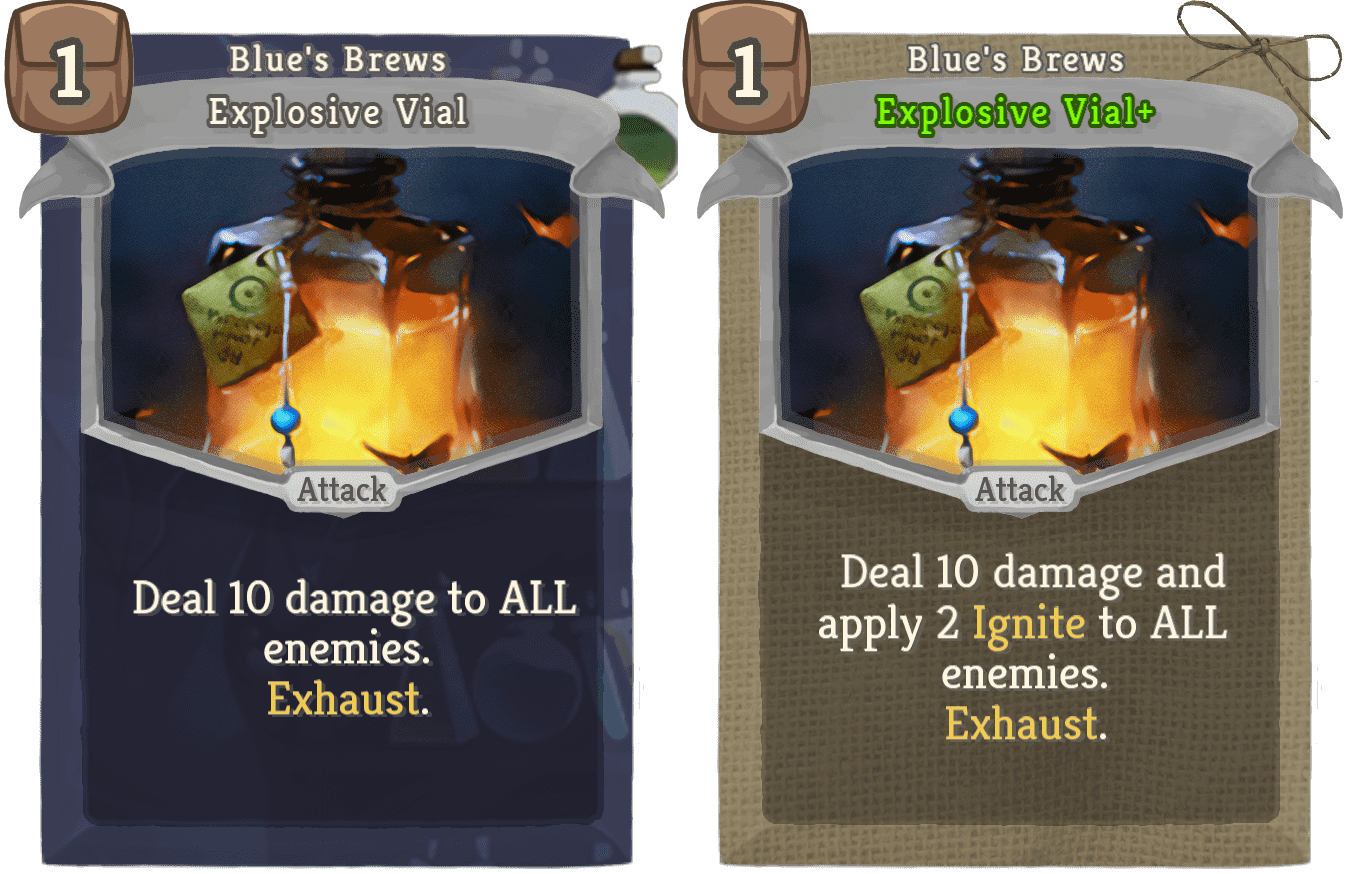 1
Blue's Brews
Explosive Vial
Attack
Deal 10 damage to ALL
enemies.
Exhaust.
1
Blue's Brews
Explosive Vial+
Attack
Deal 10 damage and
apply 2 Ignite to ALL
enemies.
Exhaust.